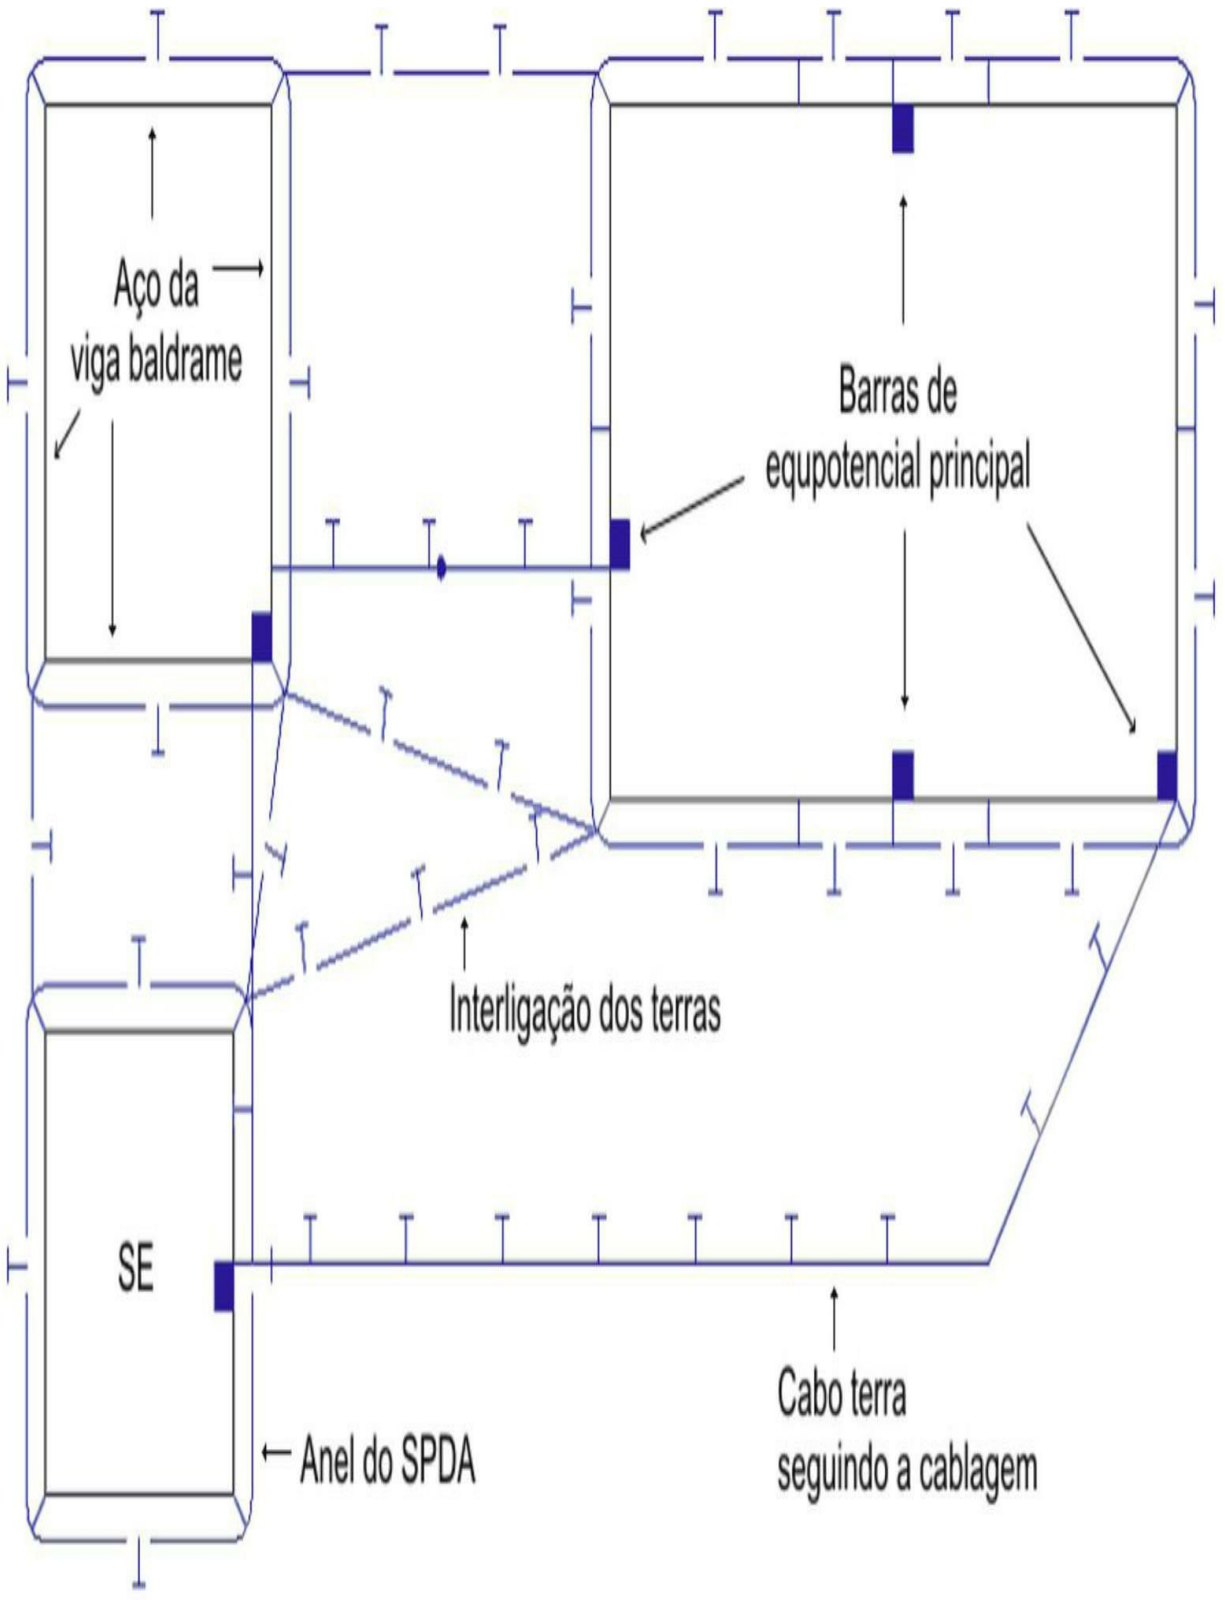 Aço da
viga baldrame
Barras de
equpotencial principal
Interligação dos terras
SE
Cabo terra
seguindo a cablagem
Anel do SPDA